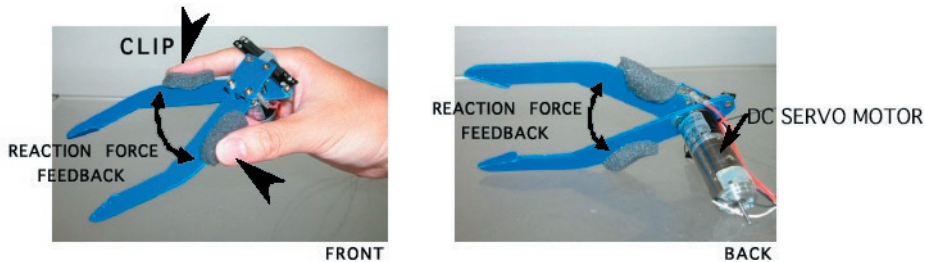 CLIP
REACTION FORCE
FEEDBACK
FRONT
REACTION FORCE
FEEDBACK
DC SERVO MOTOR
BACK